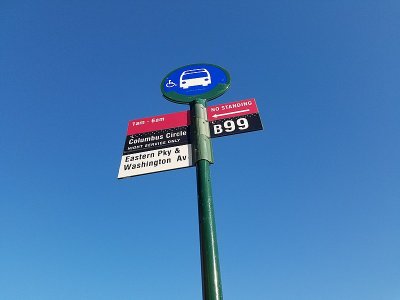 1am - 6am
Columbus Circle
NIGHT SERVICE ONLY
Eastern Pky &
Washington Av
NO STANDING
B99